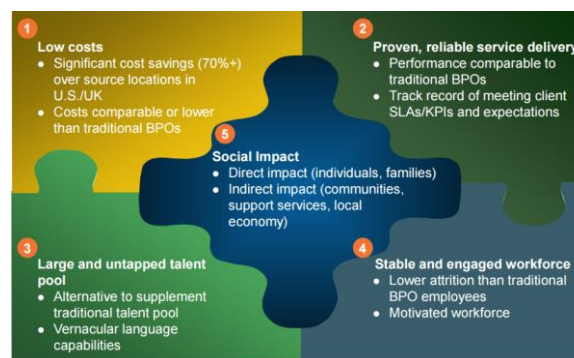 1
Low costs
● Significant cost savings (70%+)
over source locations in
U.S./UK
● Costs comparable or lower
than traditional BPOs
2
Proven, reliable service delivery
● Performance comparable to
traditional BPOs
● Track record of meeting client
SLAs/KPIs and expectations
5
Social Impact
● Direct impact (individuals, families)
● Indirect impact (communities,
support services, local
economy)
3
Large and untapped talent
pool
● Alternative to supplement
traditional talent pool
● Vernacular language
capabilities
4
Stable and engaged workforce
● Lower attrition than traditional
BPO employees
● Motivated workforce